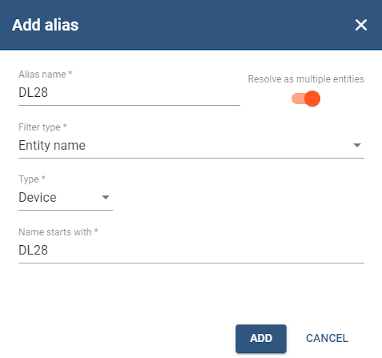 Add alias
Alias name *
Resolve as multiple entities
DL28
Filter type *
Entity name
Type *
Device
Name starts with *
DL28
ADD
CANCEL